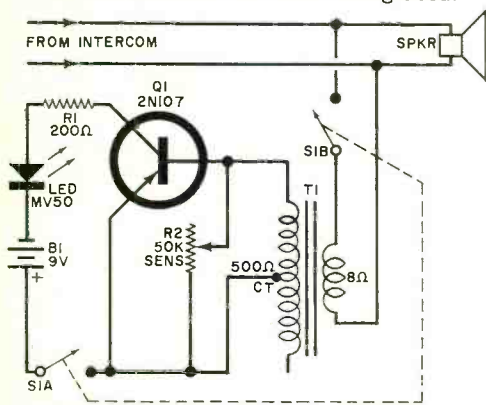 FROM INTERCOM
SPKR
Q1
2N107
R1
200Ω
LED
MV50
B1
9V
+
S1A
R2
50K
SENS
500Ω
CT
T1
S1B
8Ω